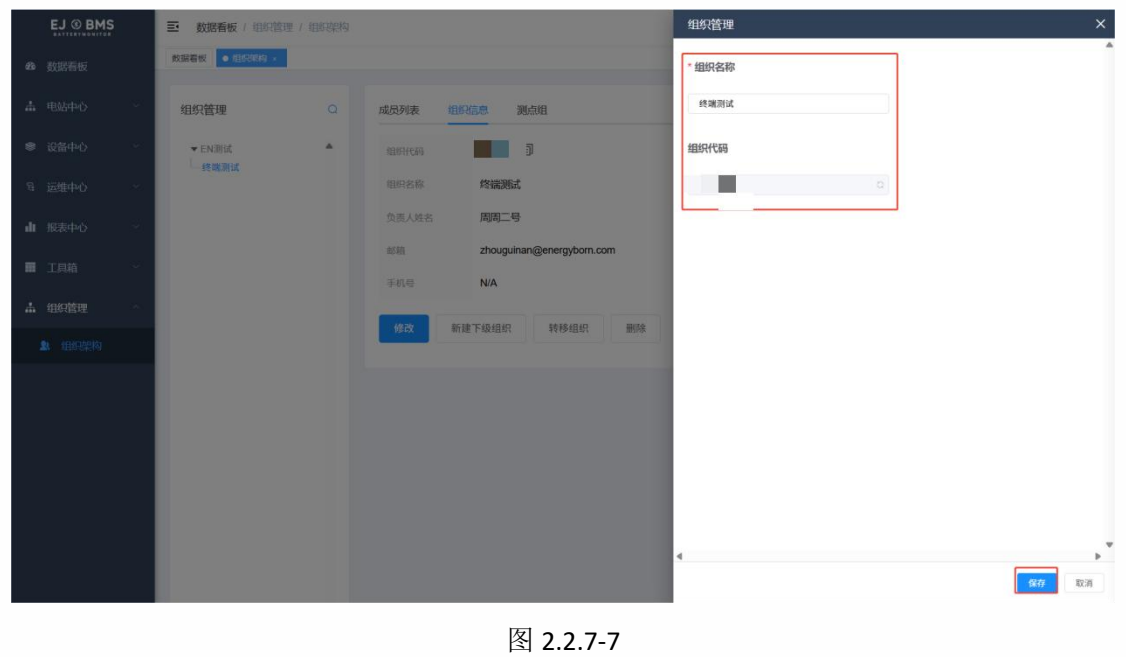 EJ BMS
BATTERYMONITOR
数据看板 / 组织管理 / 组织架构
数据看板
组织架构 ×
数据看板
电站中心
设备中心
运维中心
报表中心
工具箱
组织管理
组织架构
组织管理
EN测试
终端测试
成员列表 组织信息 测点组
组织代码
组织名称 终端测试
负责人姓名 周周二号
邮箱 zhouguinan@energyborn.com
手机号 N/A
修改 新建下级组织 转移组织 删除
组织管理
* 组织名称
终端测试
组织代码
保存 取消
图 2.2.7-7